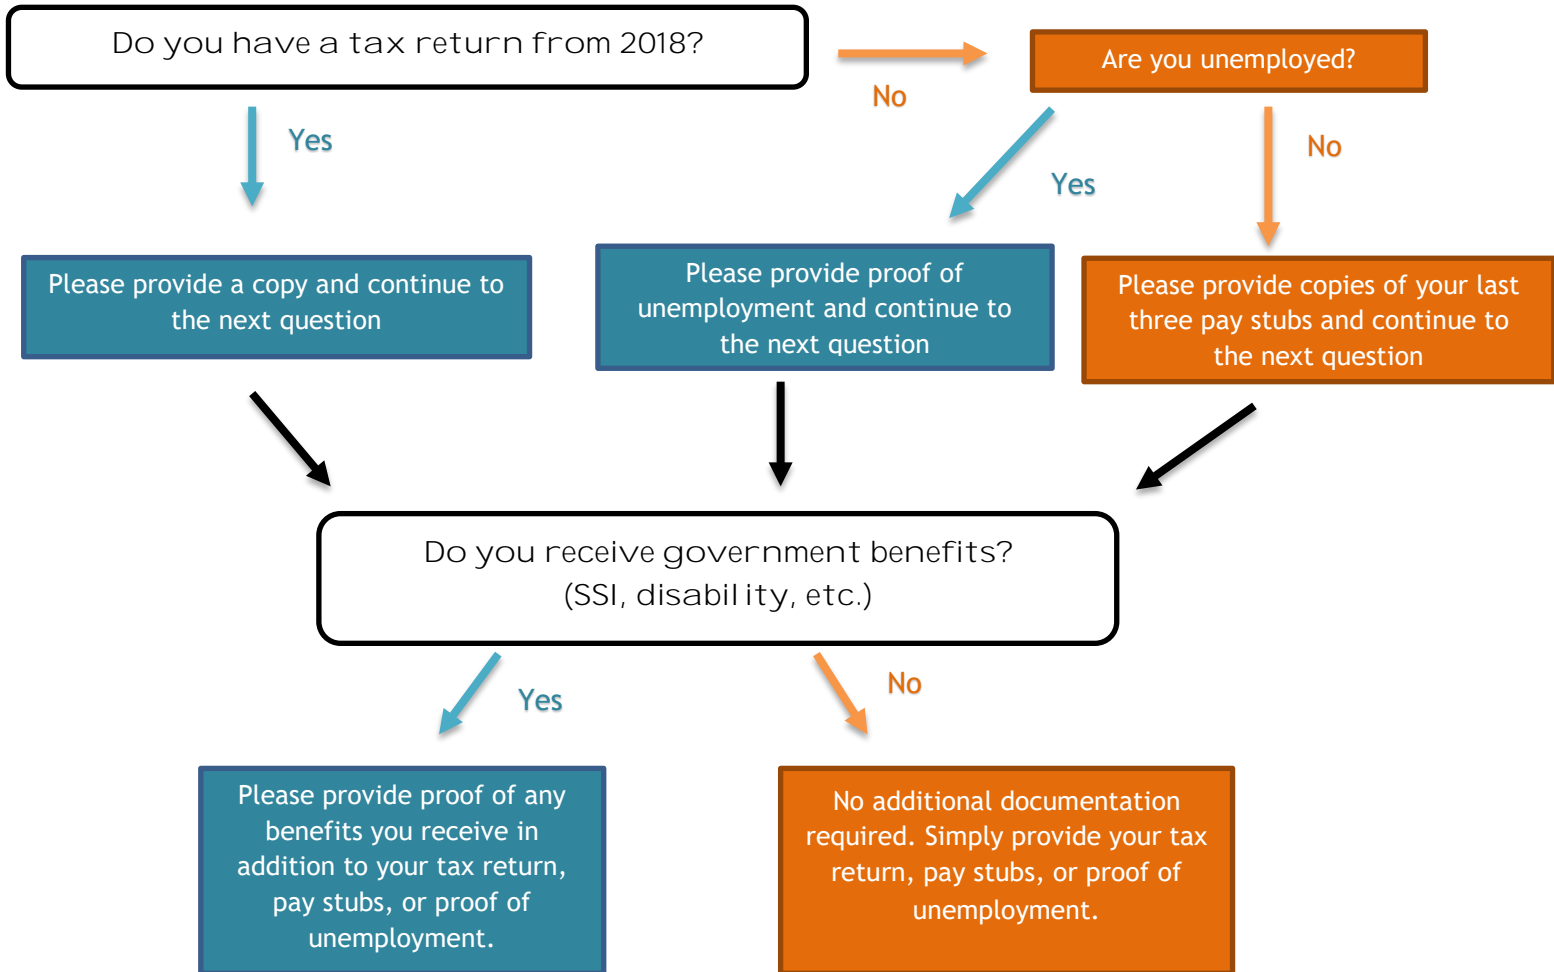 Do you have a tax return from 2018?
No
Are you unemployed?
Yes
Yes
No
Please provide a copy and continue to
the next question
Please provide proof of
unemployment and continue to
the next question
Please provide copies of your last
three pay stubs and continue to
the next question
Do you receive government benefits?
(SSI, disability, etc.)
Yes
No
Please provide proof of any
benefits you receive in
addition to your tax return,
pay stubs, or proof of
unemployment.
No additional documentation
required. Simply provide your tax
return, pay stubs, or proof of
unemployment.